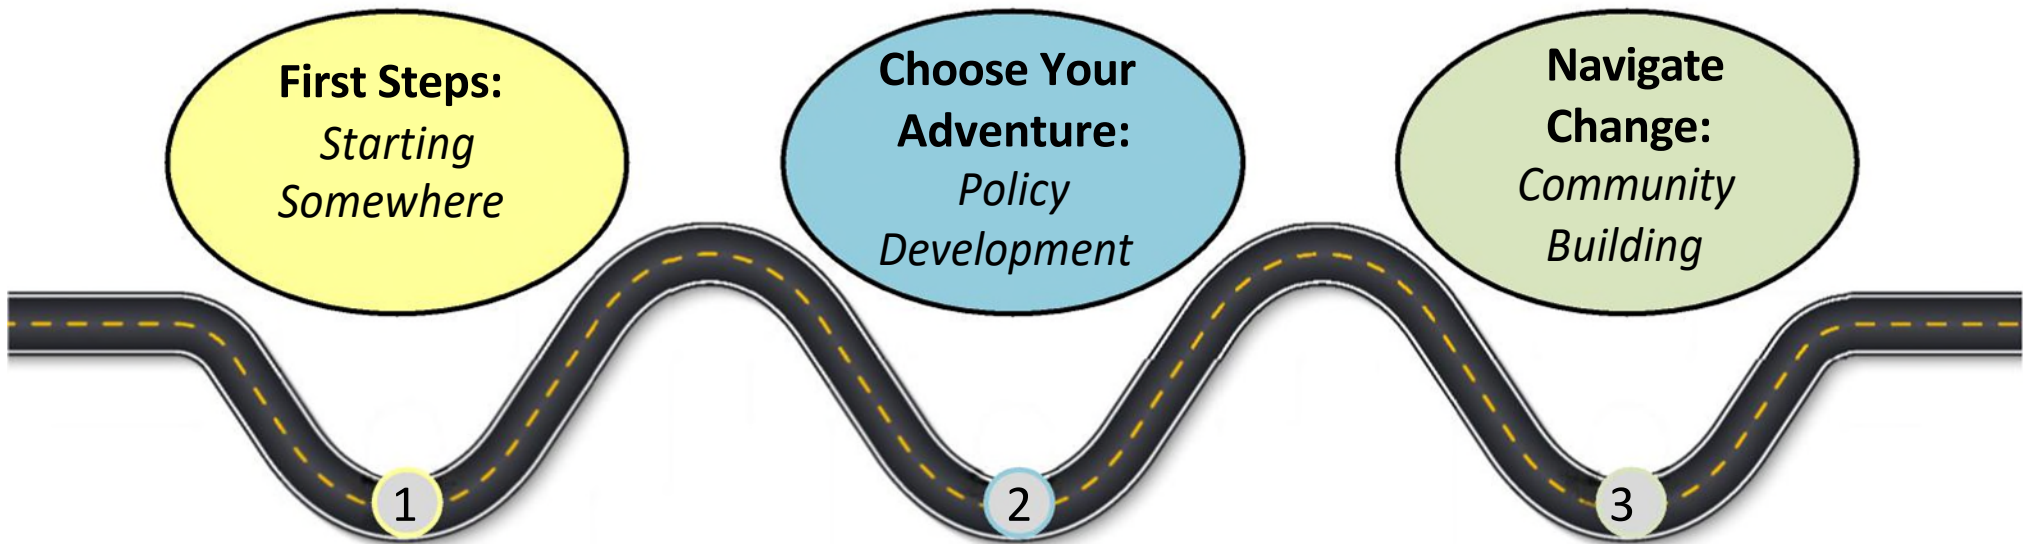 First Steps:
Starting
Somewhere
Choose Your
Adventure:
Policy
Development
Navigate
Change:
Community
Building
1
2
3